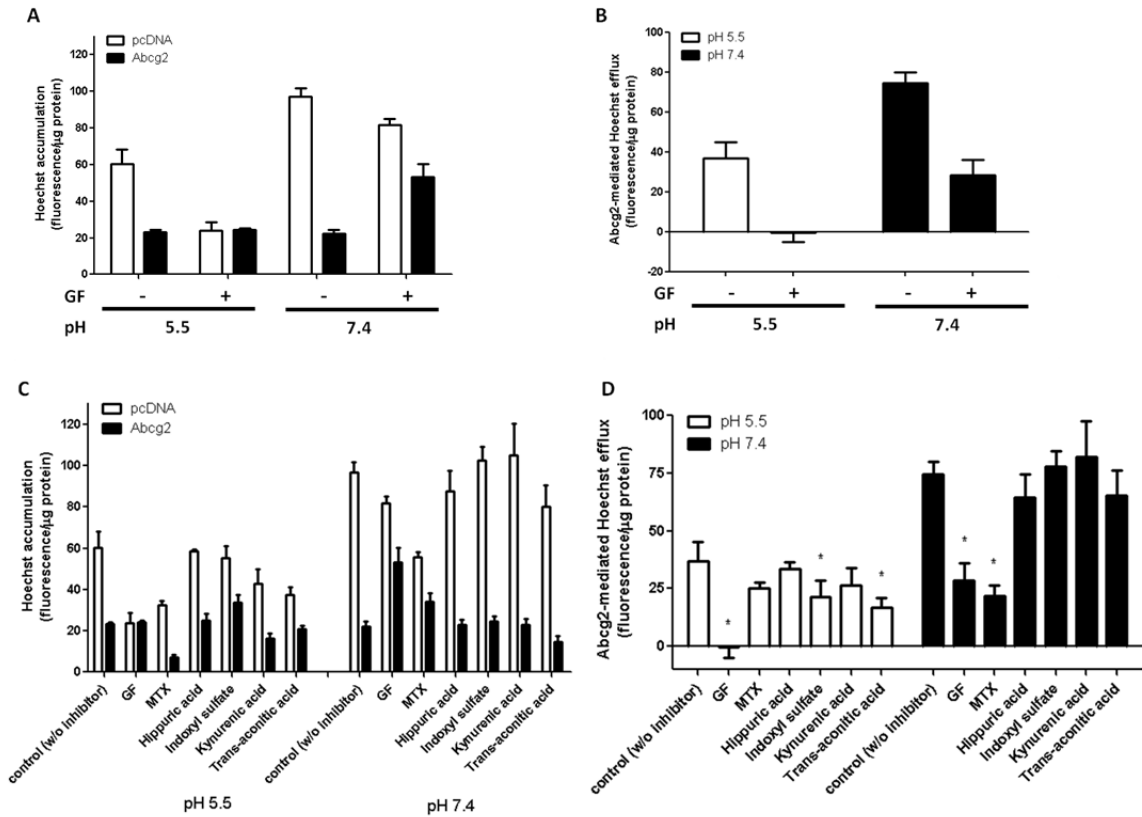 A
pcDNA
Abcg2
Hoechst accumulation
(fluorescence/µg protein)
120
100
80
60
40
20
0
GF - + - +
pH 5.5 7.4
B
pH 5.5
pH 7.4
Abcg2-mediated Hoechst efflux
(fluorescence/µg protein)
100
80
60
40
20
0
-20
GF - + - +
pH 5.5 7.4
C
pcDNA
Abcg2
Hoechst accumulation
(fluorescence/µg protein)
120
100
80
60
40
20
0
control (w/o Inhibitor)
GF
MTX
Hippuric acid
Indoxyl sulfate
Kynurenic acid
Trans-aconitic acid
control (w/o Inhibitor)
GF
MTX
Hippuric acid
Indoxyl sulfate
Kynurenic acid
Trans-aconitic acid
pH 5.5 pH 7.4
D
pH 5.5
pH 7.4
Abcg2-mediated Hoechst efflux
(fluorescence/µg protein)
100
75
50
25
0
* * * * *
control (w/o Inhibitor)
GF
MTX
Hippuric acid
Indoxyl sulfate
Kynurenic acid
Trans-aconitic acid
control (w/o Inhibitor)
GF
MTX
Hippuric acid
Indoxyl sulfate
Kynurenic acid
Trans-aconitic acid